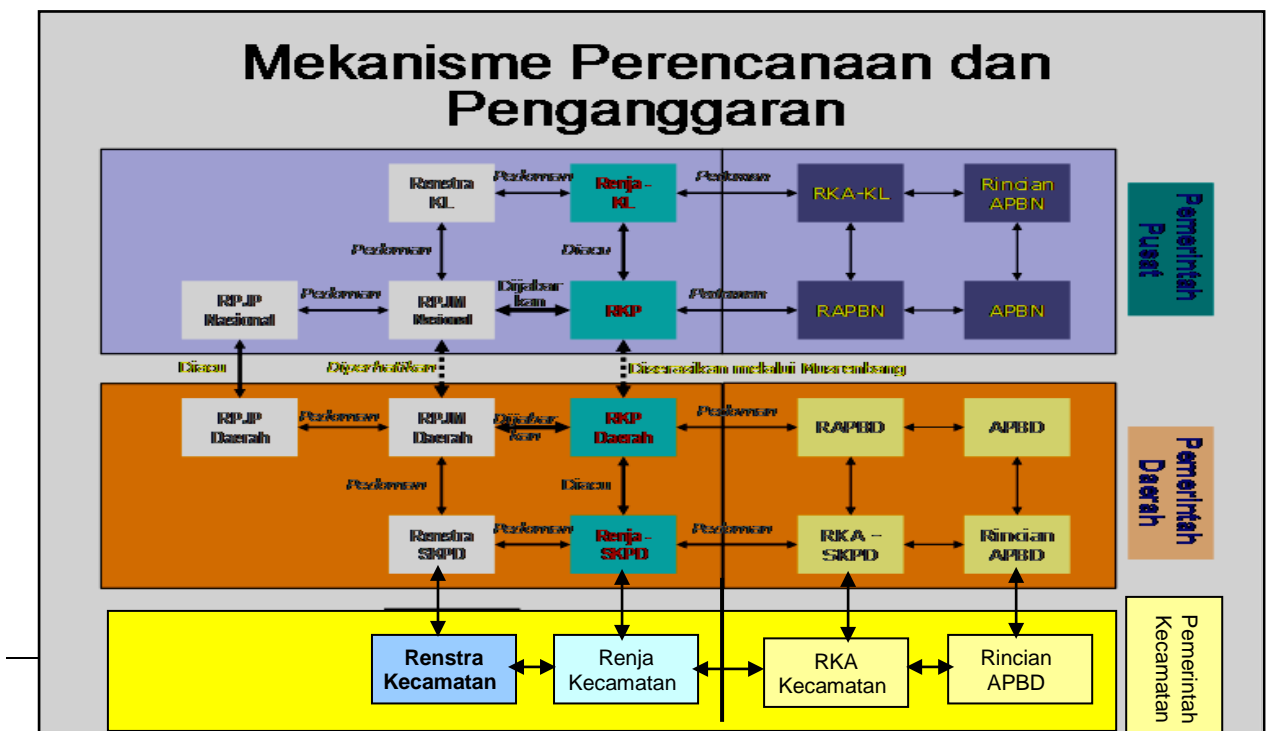 Mekanisme Perencanaan dan
Penganggaran
Renstra
KL
Pedoman
Renja -
KL
Pedoman
RKA-KL
Rincian
APBN
Pemerintah
Pusat
Pedoman
Diacu
RPJP
Nasional
Pedoman
RPJM
Nasional
Dijabar
kan
RKP
Pedoman
RAPBN
APBN
Diacu
Diperhatikan
Diserasikan melalui Musrenbang
RPJP
Daerah
Pedoman
RPJM
Daerah
Dijabar
kan
RKP
Daerah
Pedoman
RAPBD
APBD
Pemerintah
Daerah
Pedoman
Diacu
Renstra
SKPD
Pedoman
Renja -
SKPD
Pedoman
RKA –
SKPD
Rincian
APBD
Renstra
Kecamatan
Renja
Kecamatan
RKA
Kecamatan
Rincian
APBD
Pemerintah
Kecamatan